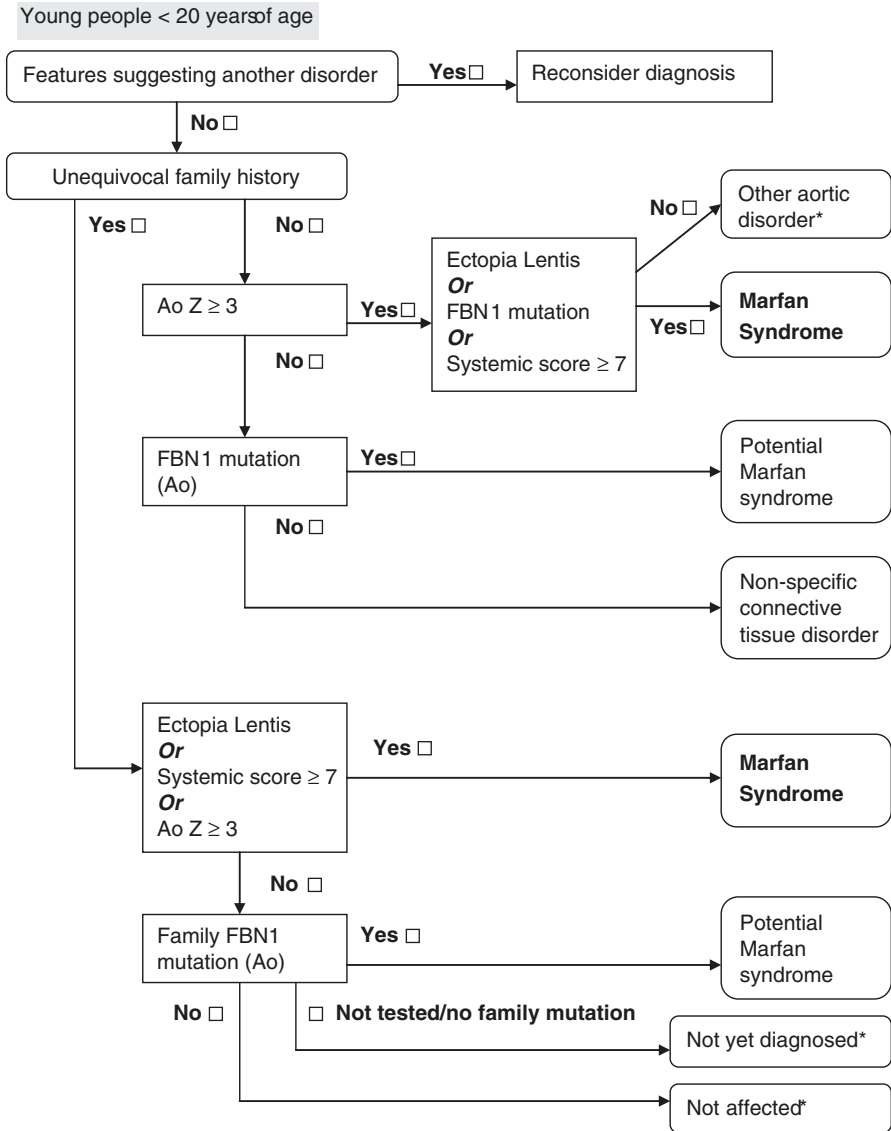 Young people < 20 years of age
Features suggesting another disorder
Yes □
Reconsider diagnosis
No □
Unequivocal family history
Yes □
No □
Ao Z ≥ 3
Yes □
Ectopia Lentis
Or
FBN1 mutation
Or
Systemic score ≥ 7
No □
Other aortic
disorder*
Yes □
Marfan
Syndrome
No □
FBN1 mutation
(Ao)
Yes □
Potential
Marfan
syndrome
No □
Non-specific
connective
tissue disorder
Ectopia Lentis
Or
Systemic score ≥ 7
Or
Ao Z ≥ 3
Yes □
Marfan
Syndrome
No □
Family FBN1
mutation (Ao)
Yes □
Potential
Marfan
syndrome
No □
□ Not tested/no family mutation
Not yet diagnosed*
Not affected*